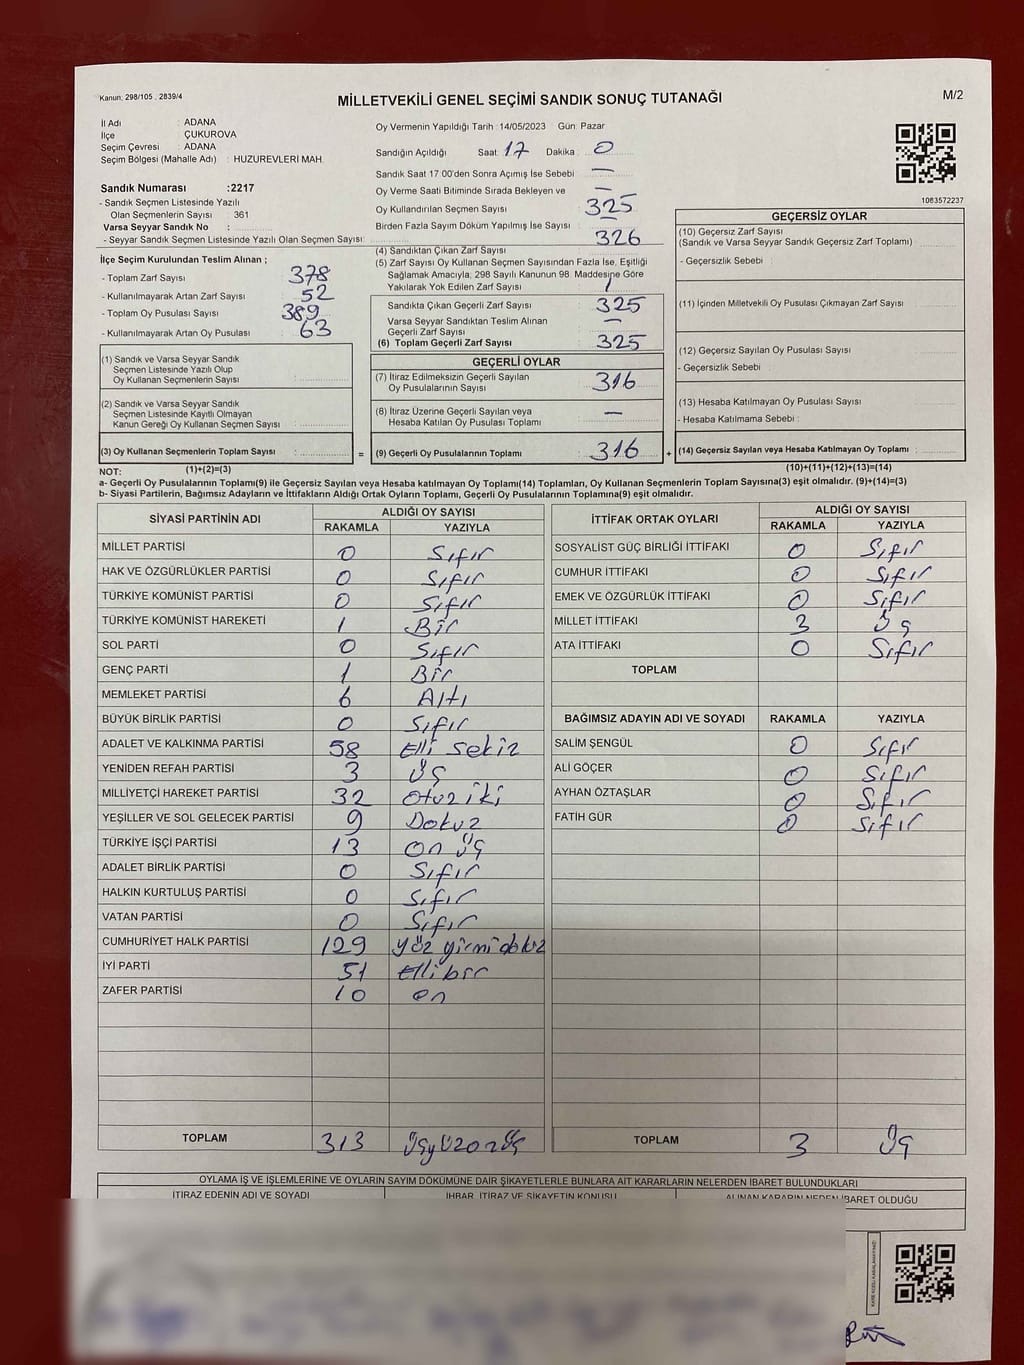 Kanun; 298/105 , 2839/4
MİLLETVEKİLİ GENEL SEÇİMİ SANDIK SONUÇ TUTANAĞI
M/2
İl Adı : ADANA
İlçe : ÇUKUROVA
Seçim Çevresi : ADANA
Seçim Bölgesi (Mahalle Adı) : HUZUREVLERİ MAH.
Sandık Numarası :2217
- Sandık Seçmen Listesinde Yazılı
Olan Seçmenlerin Sayısı : 361
Varsa Seyyar Sandık No :
- Seyyar Sandık Seçmen Listesinde Yazılı Olan Seçmen Sayısı:
İlçe Seçim Kurulundan Teslim Alınan ;
- Toplam Zarf Sayısı 378
- Kullanılmayarak Artan Zarf Sayısı 52
- Toplam Oy Pusulası Sayısı 389
- Kullanılmayarak Artan Oy Pusulası 63
(1) Sandık ve Varsa Seyyar Sandık
Seçmen Listesinde Yazılı Olup
Oy Kullanan Seçmenlerin Sayısı :
(2) Sandık ve Varsa Seyyar Sandık
Seçmen Listesinde Kayıtlı Olmayan
Kanun Gereği Oy Kullanan Seçmen Sayısı :
(3) Oy Kullanan Seçmenlerin Toplam Sayısı : =
Oy Vermenin Yapıldığı Tarih :14/05/2023 Gün: Pazar
Sandığın Açıldığı Saat: 17 Dakika : 0
Sandık Saat 17:00'den Sonra Açımış İse Sebebi —
Oy Verme Saati Bitiminde Sırada Bekleyen ve —
Oy Kullandırılan Seçmen Sayısı : 325
Birden Fazla Sayım Döküm Yapılmış İse Sayısı :
(4) Sandıktan Çıkan Zarf Sayısı : 326
(5) Zarf Sayısı Oy Kullanan Seçmen Sayısından Fazla İse, Eşitliği
Sağlamak Amacıyla; 298 Sayılı Kanunun 98. Maddesine Göre
Yakılarak Yok Edilen Zarf Sayısı : 1
Sandıkta Çıkan Geçerli Zarf Sayısı : 325
Varsa Seyyar Sandıktan Teslim Alınan —
Geçerli Zarf Sayısı
(6) Toplam Geçerli Zarf Sayısı : 325
GEÇERLİ OYLAR
(7) İtiraz Edilmeksizin Geçerli Sayılan
Oy Pusulalarının Sayısı : 316
(8) İtiraz Üzerine Geçerli Sayılan veya —
Hesaba Katılan Oy Pusulası Toplamı :
(9) Geçerli Oy Pusulalarının Toplamı : 316 +
1083572237
GEÇERSİZ OYLAR
(10) Geçersiz Zarf Sayısı
(Sandık ve Varsa Seyyar Sandık Geçersiz Zarf Toplamı) :
- Geçersizlik Sebebi :
(11) İçinden Milletvekili Oy Pusulası Çıkmayan Zarf Sayısı :
(12) Geçersiz Sayılan Oy Pusulası Sayısı :
- Geçersizlik Sebebi :
(13) Hesaba Katılmayan Oy Pusulası Sayısı :
- Hesaba Katılmama Sebebi :
(14) Geçersiz Sayılan veya Hesaba Katılmayan Oy Toplamı :
NOT: (1)+(2)=(3)
(10)+(11)+(12)+(13)=(14)
a- Geçerli Oy Pusulalarının Toplamı(9) ile Geçersiz Sayılan veya Hesaba katılmayan Oy Toplamı(14) Toplamları, Oy Kullanan Seçmenlerin Toplam Sayısına(3) eşit olmalıdır. (9)+(14)=(3)
b- Siyasi Partilerin, Bağımsız Adayların ve İttifakların Aldığı Ortak Oyların Toplamı, Geçerli Oy Pusulalarının Toplamına(9) eşit olmalıdır.
SİYASİ PARTİNİN ADI ALDIĞI OY SAYISI
RAKAMLA YAZIYLA
MİLLET PARTİSİ 0 Sıfır
HAK VE ÖZGÜRLÜKLER PARTİSİ 0 Sıfır
TÜRKİYE KOMÜNİST PARTİSİ 0 Sıfır
TÜRKİYE KOMÜNİST HAREKETİ 1 Bir
SOL PARTİ 0 Sıfır
GENÇ PARTİ 1 Bir
MEMLEKET PARTİSİ 6 Altı
BÜYÜK BİRLİK PARTİSİ 0 Sıfır
ADALET VE KALKINMA PARTİSİ 58 Elli sekiz
YENİDEN REFAH PARTİSİ 3 Üç
MİLLİYETÇİ HAREKET PARTİSİ 32 Otuz iki
YEŞİLLER VE SOL GELECEK PARTİSİ 9 Dokuz
TÜRKİYE İŞÇİ PARTİSİ 13 On üç
ADALET BİRLİK PARTİSİ 0 Sıfır
HALKIN KURTULUŞ PARTİSİ 0 Sıfır
VATAN PARTİSİ 0 Sıfır
CUMHURİYET HALK PARTİSİ 129 Yüz yirmi dokuz
İYİ PARTİ 51 Elli bir
ZAFER PARTİSİ 10 On
TOPLAM 313 Üçyüzonüç
İTTİFAK ORTAK OYLARI ALDIĞI OY SAYISI
RAKAMLA YAZIYLA
SOSYALİST GÜÇ BİRLİĞİ İTTİFAKI 0 Sıfır
CUMHUR İTTİFAKI 0 Sıfır
EMEK VE ÖZGÜRLÜK İTTİFAKI 0 Sıfır
MİLLET İTTİFAKI 3 Üç
ATA İTTİFAKI 0 Sıfır
TOPLAM
BAĞIMSIZ ADAYIN ADI VE SOYADI RAKAMLA YAZIYLA
SALİM ŞENGÜL 0 Sıfır
ALİ GÖÇER 0 Sıfır
AYHAN ÖZTAŞLAR 0 Sıfır
FATİH GÜR 0 Sıfır
TOPLAM 3 Üç
OYLAMA İŞ VE İŞLEMLERİNE VE OYLARIN SAYIM DÖKÜMÜNE DAİR ŞİKAYETLERLE BUNLARA AİT KARARLARIN NELERDEN İBARET BULUNDUKLARI
İTİRAZ EDENİN ADI VE SOYADI İHBAR, İTİRAZ VE ŞİKAYETİN KONUSU ALINAN KARARIN NEDEN İBARET OLDUĞU